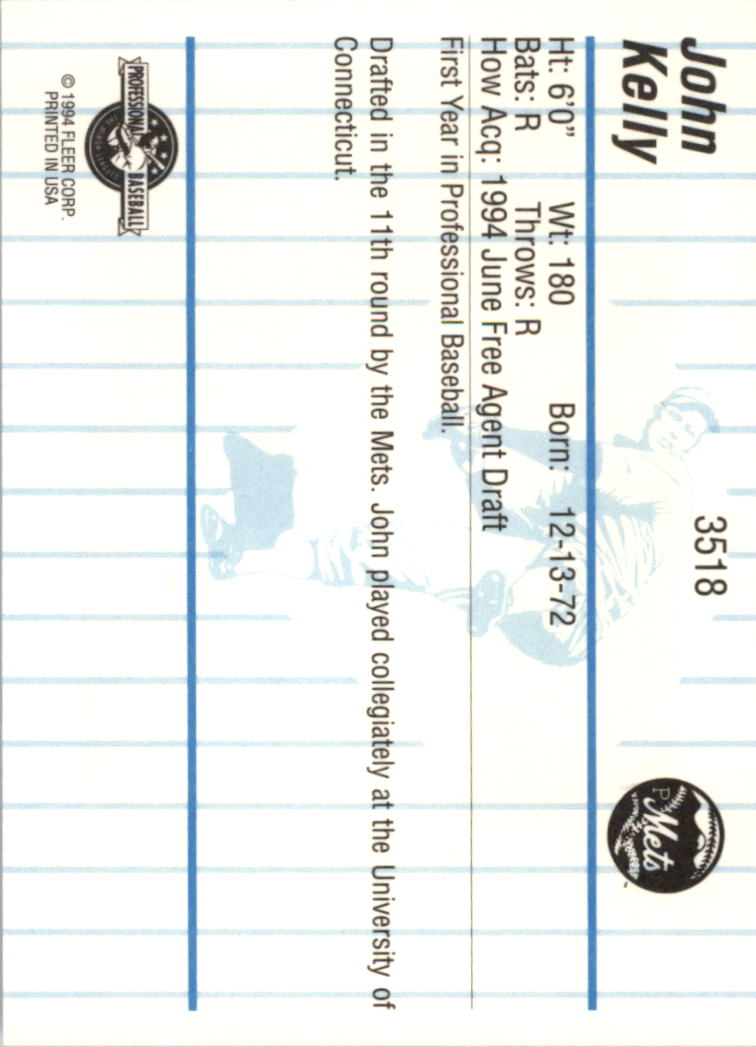 John
Kelly
3518
P
Mets
Ht: 6'0" Wt: 180 Born: 12-13-72
Bats: R Throws: R
How Acq: 1994 June Free Agent Draft
First Year in Professional Baseball.
Drafted in the 11th round by the Mets. John played collegiately at the University of
Connecticut.
PROFESSIONAL BASEBALL
© 1994 FLEER CORP.
PRINTED IN USA